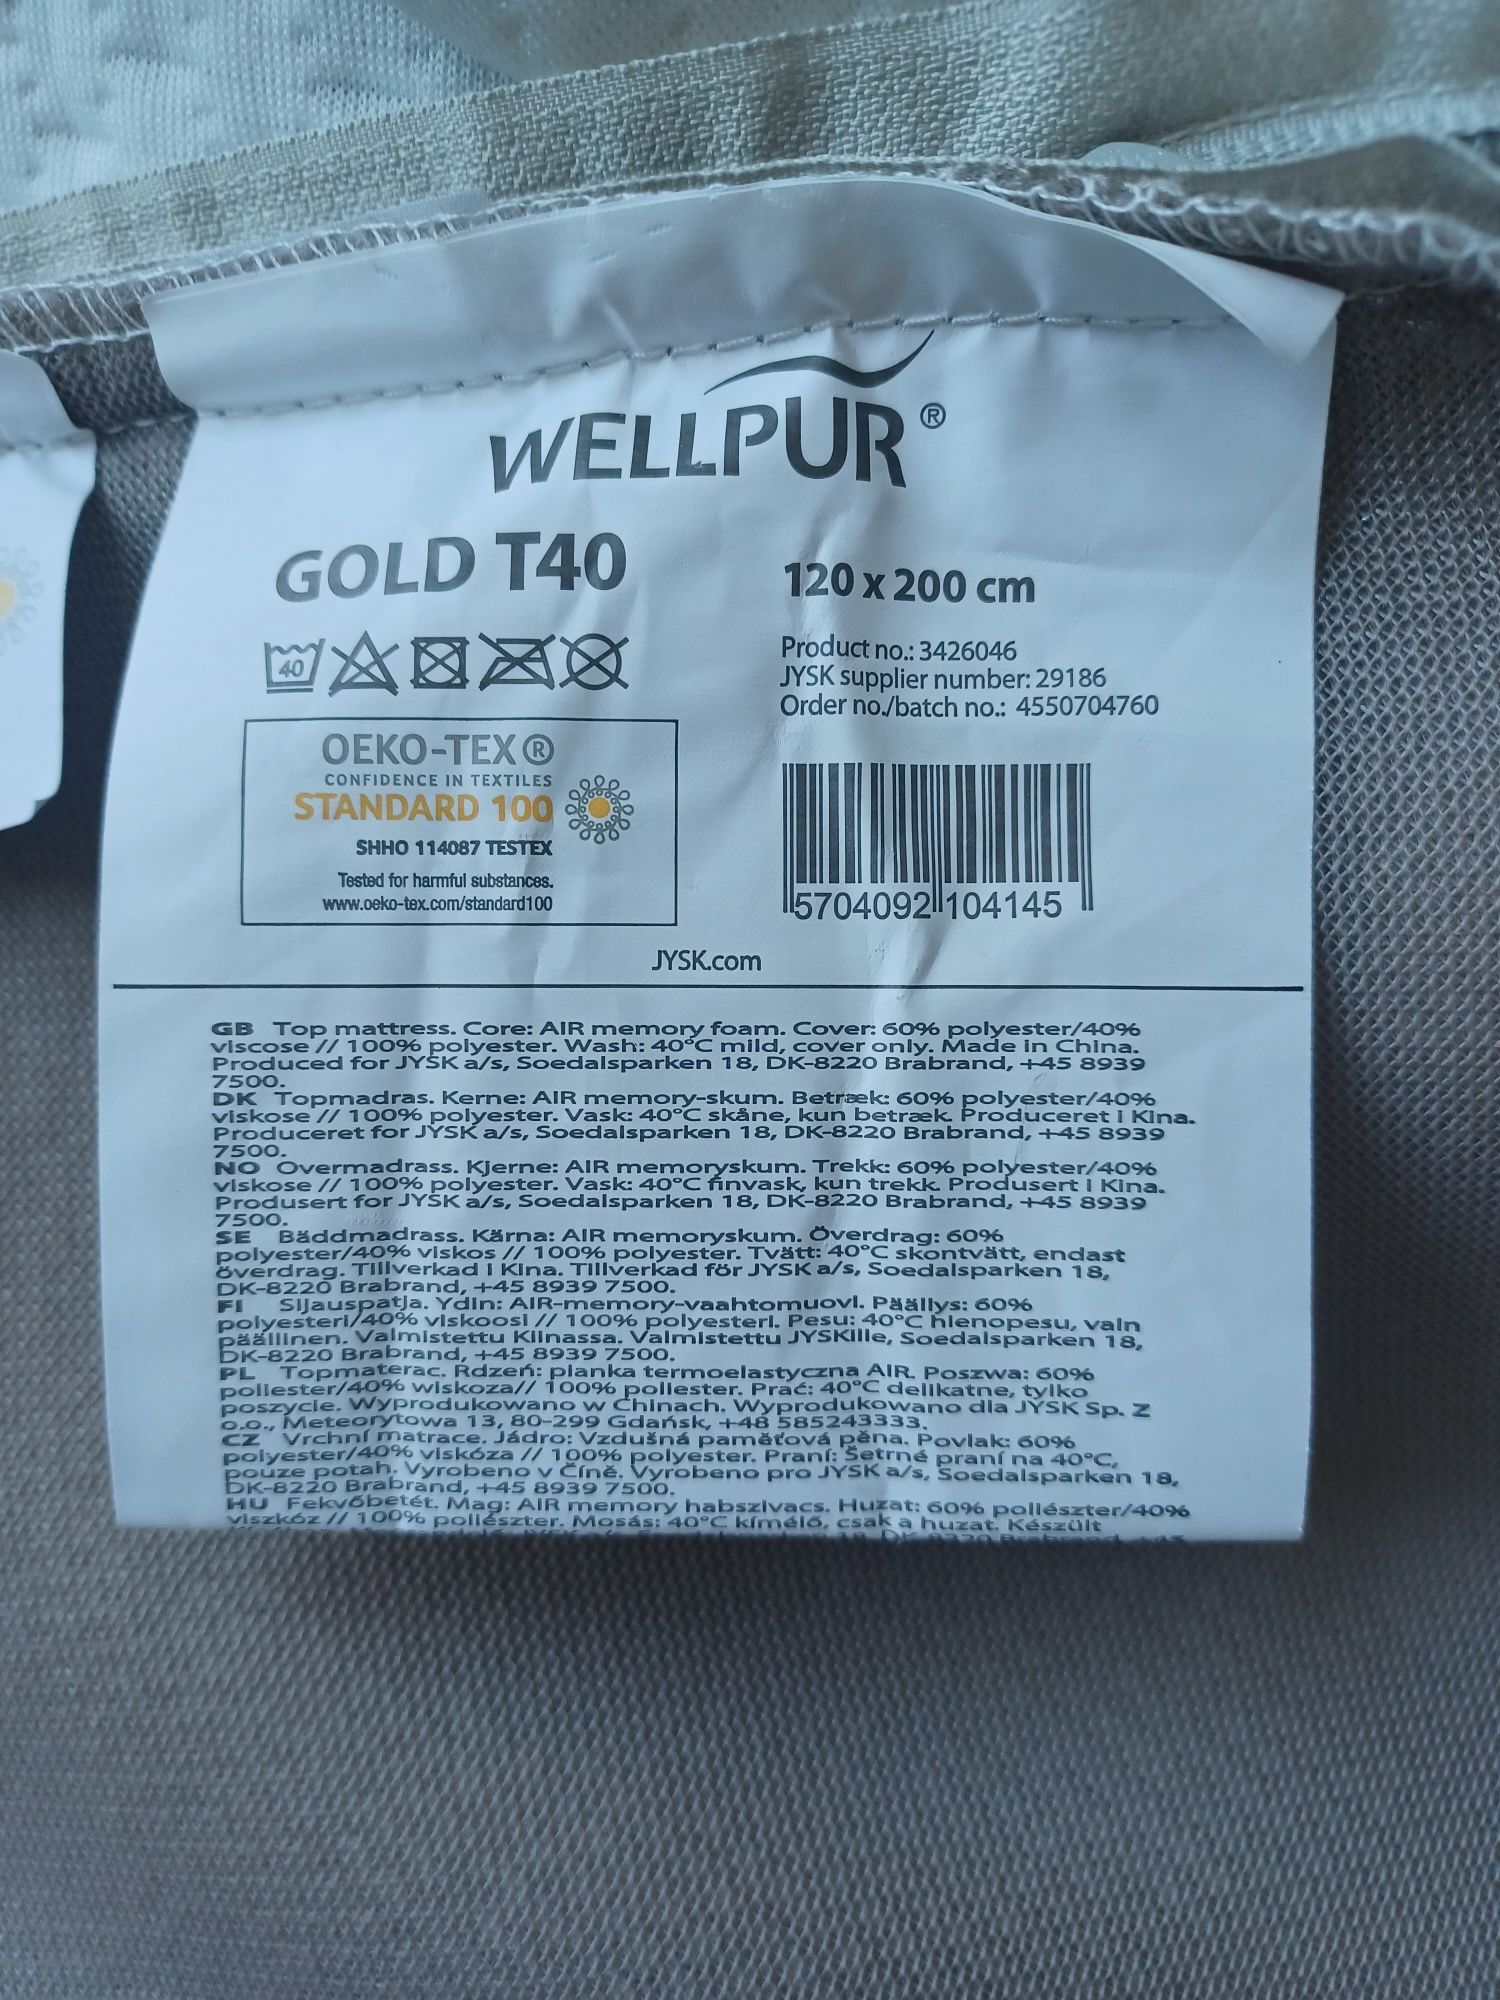 WELLPUR®
GOLD T40
120 x 200 cm
40
Product no.: 3426046
JYSK supplier number: 29186
Order no./batch no.: 4550704760
OEKO-TEX®
CONFIDENCE IN TEXTILES
STANDARD 100
SHHO 114087 TESTEX
Tested for harmful substances.
www.oeko-tex.com/standard100
5704092104145
JYSK.com
GB Top mattress. Core: AIR memory foam. Cover: 60% polyester/40%
viscose // 100% polyester. Wash: 40°C mild, cover only. Made in China.
Produced for JYSK a/s, Soedalsparken 18, DK-8220 Brabrand, +45 8939
7500.
DK Topmadras. Kerne: AIR memory-skum. Betræk: 60% polyester/40%
viskose // 100% polyester. Vask: 40°C skåne, kun betræk. Produceret i Kina.
Produceret for JYSK a/s, Soedalsparken 18, DK-8220 Brabrand, +45 8939
7500.
NO Overmadrass. Kjerne: AIR memoryskum. Trekk: 60% polyester/40%
viskose // 100% polyester. Vask: 40°C finvask, kun trekk. Produsert i Kina.
Produsert for JYSK a/s, Soedalsparken 18, DK-8220 Brabrand, +45 8939
7500.
SE Bäddmadrass. Kärna: AIR memoryskum. Överdrag: 60%
polyester/40% viskos // 100% polyester. Tvätt: 40°C skontvätt, endast
överdrag. Tillverkad i Kina. Tillverkad för JYSK a/s, Soedalsparken 18,
DK-8220 Brabrand, +45 8939 7500.
FI Sijauspatja. Ydin: AIR-memory-vaahtomuovi. Päällys: 60%
polyesteri/40% viskoosi // 100% polyesteri. Pesu: 40°C hienopesu, vain
päällinen. Valmistettu Kiinassa. Valmistettu JYSKille, Soedalsparken 18,
DK-8220 Brabrand, +45 8939 7500.
PL Topmaterac. Rdzeń: pianka termoelastyczna AIR. Poszwa: 60%
poliester/40% wiskoza// 100% poliester. Prać: 40°C delikatne, tylko
poszycie. Wyprodukowano w Chinach. Wyprodukowano dla JYSK Sp. Z
o.o., Meteorytowa 13, 80-299 Gdańsk, +48 585243333.
CZ Vrchní matrace. Jádro: Vzdušná paměťová pěna. Povlak: 60%
polyester/40% viskóza // 100% polyester. Praní: Šetrné praní na 40°C,
pouze potah. Vyrobeno v Číně. Vyrobeno pro JYSK a/s, Soedalsparken 18,
DK-8220 Brabrand, +45 8939 7500.
HU Fekvőbetét. Mag: AIR memory habszivacs. Huzat: 60% poliészter/40%
viszkóz // 100% poliészter. Mosás: 40°C kímélő, csak a huzat. Készült